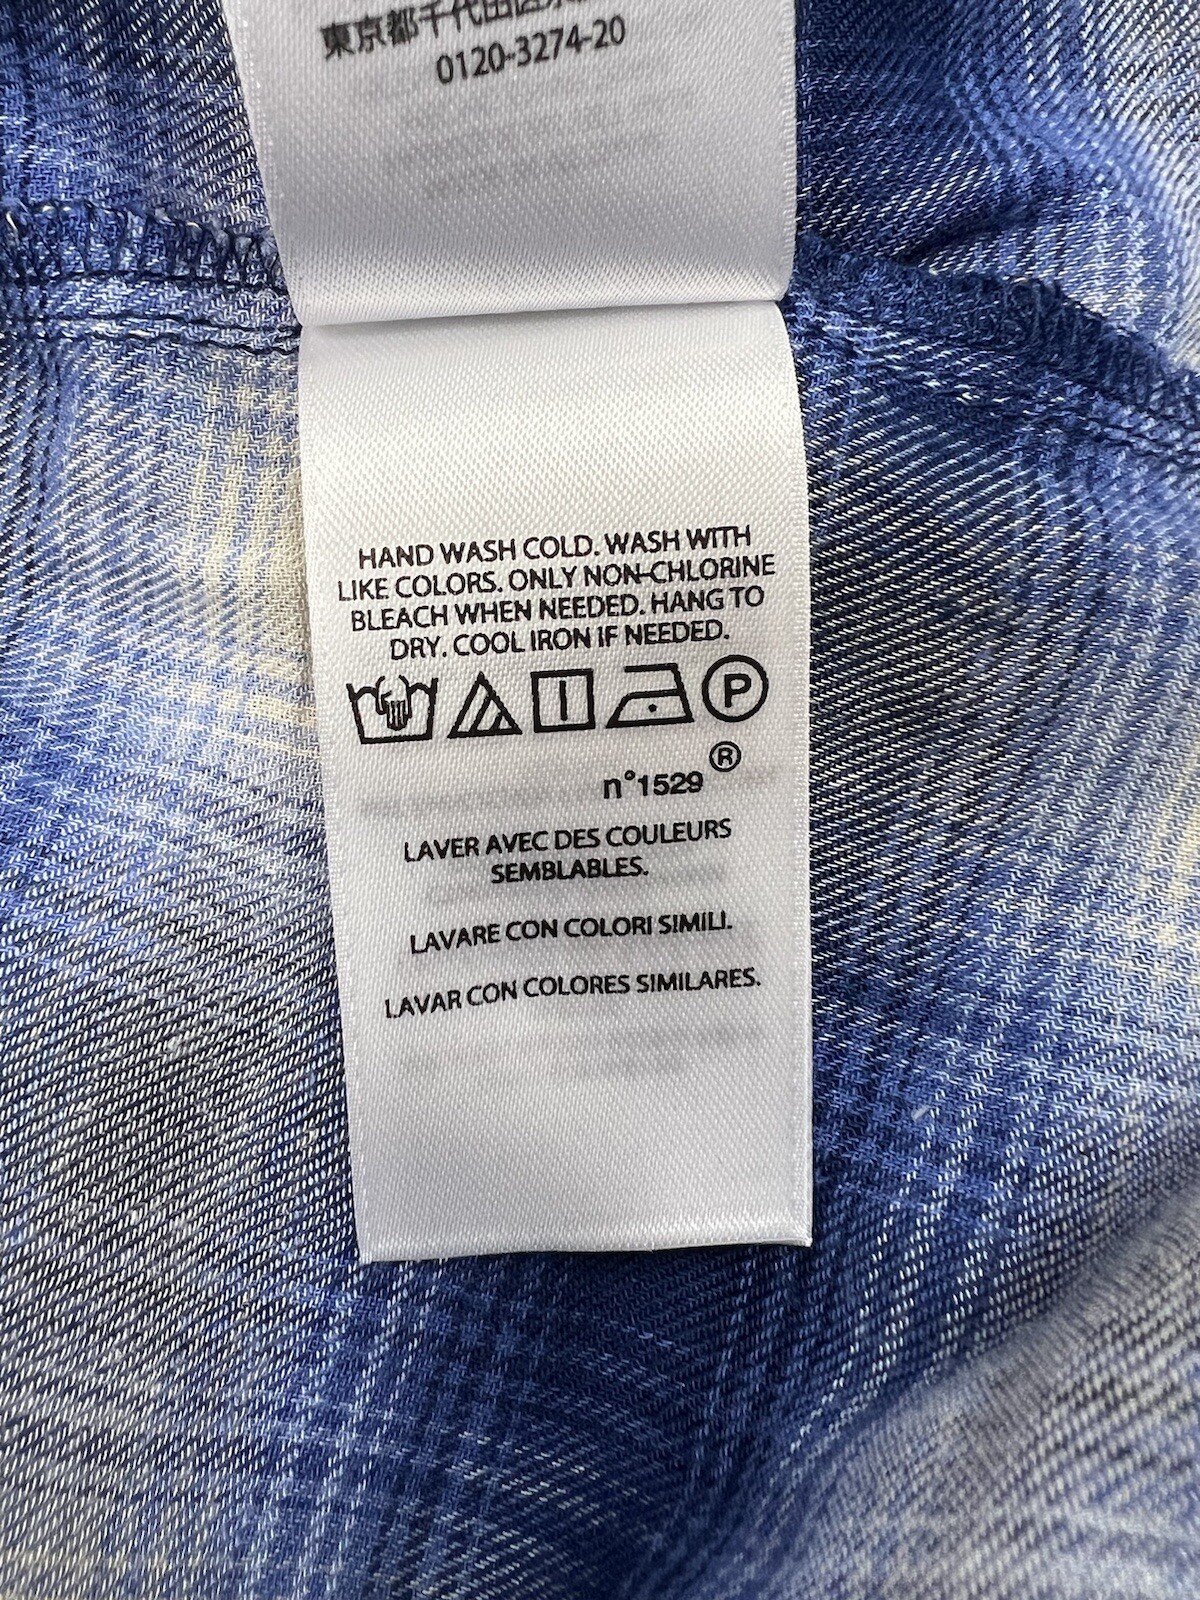 東京都千代田区
0120-3274-20
HAND WASH COLD. WASH WITH
LIKE COLORS. ONLY NON-CHLORINE
BLEACH WHEN NEEDED. HANG TO
DRY. COOL IRON IF NEEDED.
P
n°1529 ®
LAVER AVEC DES COULEURS
SEMBLABLES.
LAVARE CON COLORI SIMILI.
LAVAR CON COLORES SIMILARES.